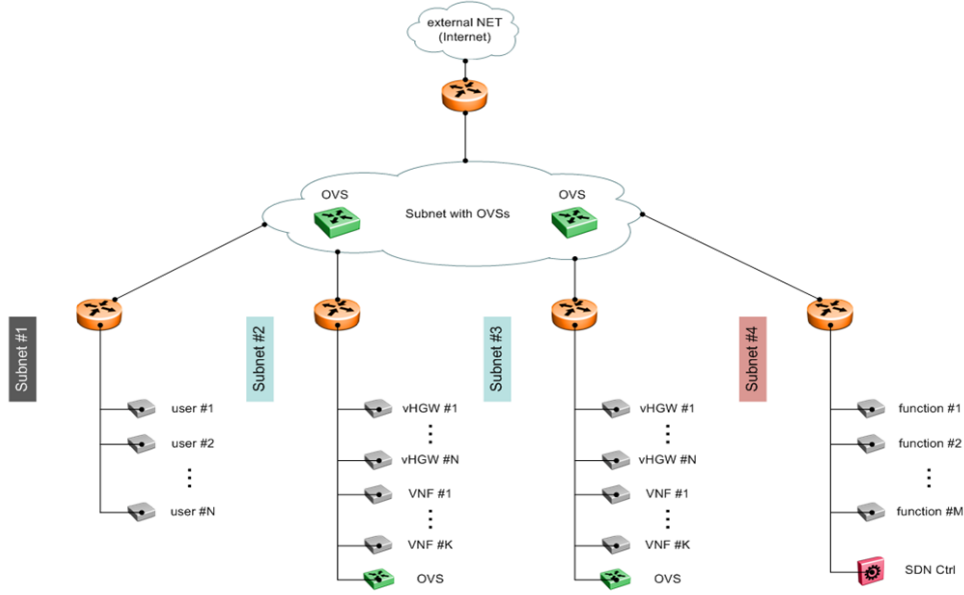 external NET
(Internet)
OVS
OVS
Subnet with OVSs
Subnet #1
Subnet #2
Subnet #3
Subnet #4
user #1
user #2
user #N
vHGW #1
vHGW #N
VNF #1
VNF #K
OVS
vHGW #1
vHGW #N
VNF #1
VNF #K
OVS
function #1
function #2
function #M
SDN Ctrl